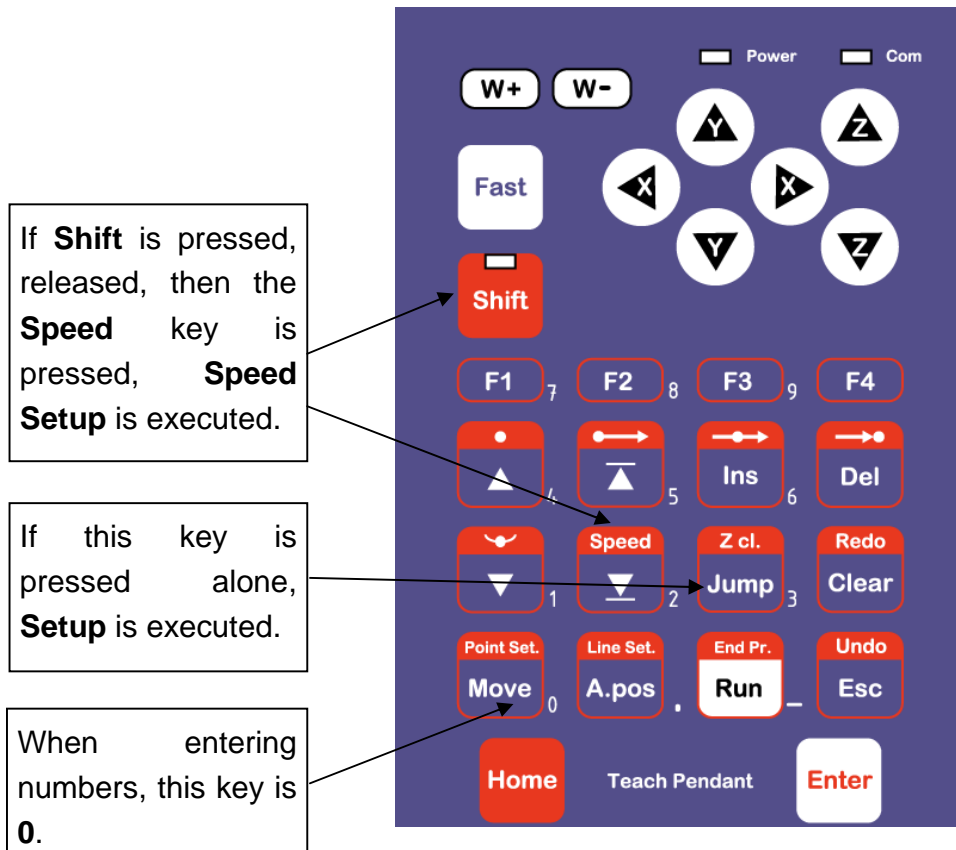 Power Com
W+ W-
Y Z
Fast X X
Y Z
If Shift is pressed,
released, then the
Speed key is
pressed, Speed
Setup is executed.
Shift
F1 7 F2 8 F3 9 F4
4 5 Ins 6 Del
If this key is
pressed alone,
Setup is executed.
Speed Z cl. Redo
1 2 Jump 3 Clear
Point Set. Line Set. End Pr. Undo
Move 0 A.pos . Run - Esc
When entering
numbers, this key is
0.
Home Teach Pendant Enter